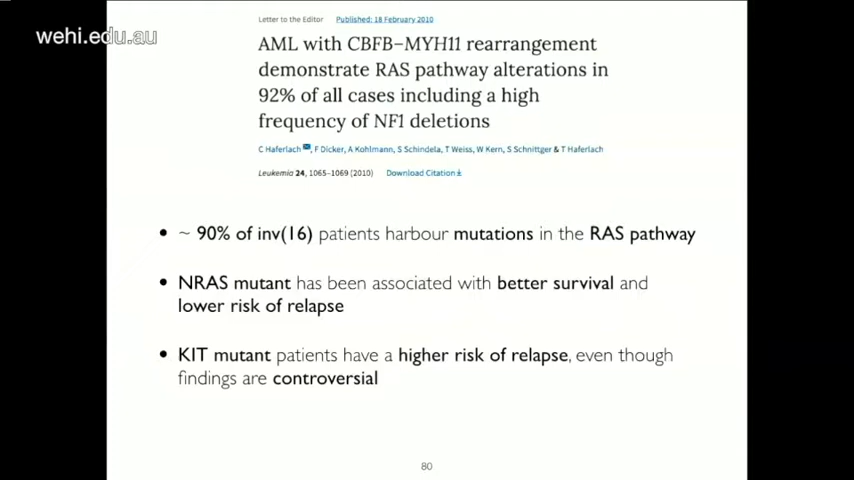 wehi.edu.au
Letter to the Editor Published: 18 February 2010
AML with CBFB–MYH11 rearrangement
demonstrate RAS pathway alterations in
92% of all cases including a high
frequency of NF1 deletions
C Haferlach, F Dicker, A Kohlmann, S Schindela, T Weiss, W Kern, S Schnittger & T Haferlach
Leukemia 24, 1065–1069 (2010) Download Citation
• ~ 90% of inv(16) patients harbour mutations in the RAS pathway
• NRAS mutant has been associated with better survival and
lower risk of relapse
• KIT mutant patients have a higher risk of relapse, even though
findings are controversial
80